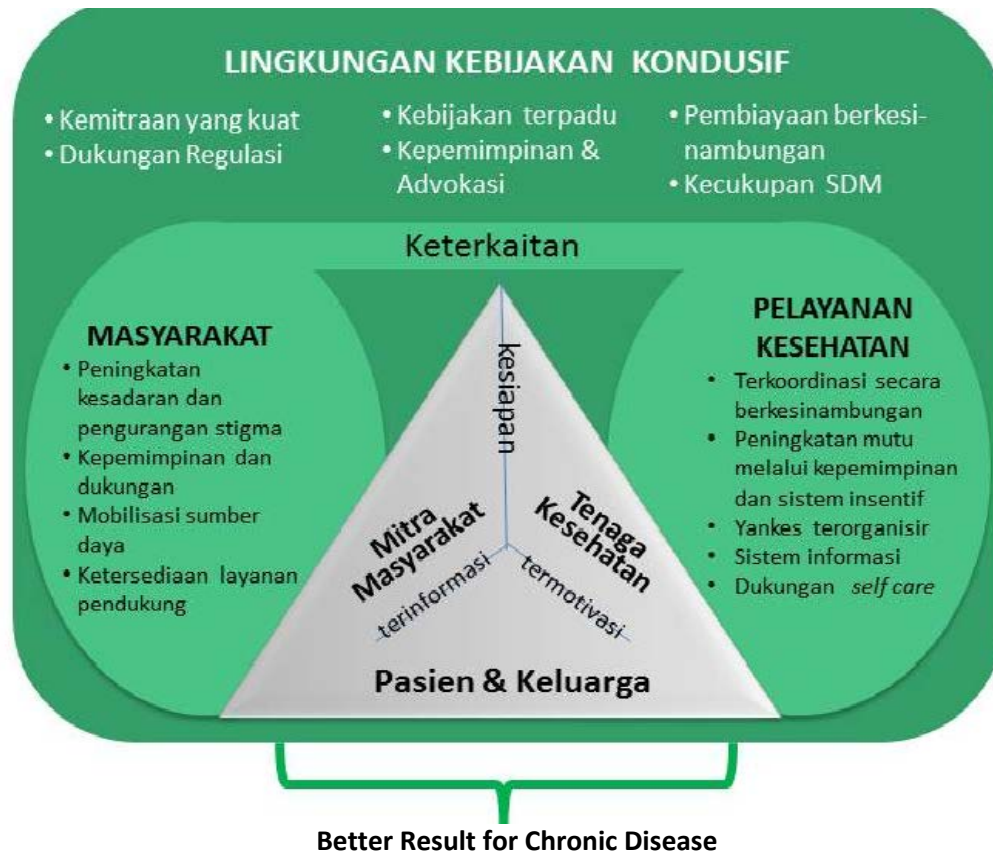 LINGKUNGAN KEBIJAKAN KONDUSIF
• Kemitraan yang kuat
• Dukungan Regulasi
• Kebijakan terpadu
• Kepemimpinan &
Advokasi
• Pembiayaan berkesi-
nambungan
• Kecukupan SDM
Keterkaitan
MASYARAKAT
• Peningkatan
kesadaran dan
pengurangan stigma
• Kepemimpinan dan
dukungan
• Mobilisasi sumber
daya
• Ketersediaan layanan
pendukung
kesiapan
Mitra
Masyarakat
terinformasi
Tenaga
Kesehatan
termotivasi
Pasien & Keluarga
PELAYANAN
KESEHATAN
• Terkoordinasi secara
berkesinambungan
• Peningkatan mutu
melalui kepemimpinan
dan sistem insentif
• Yankes terorganisir
• Sistem informasi
• Dukungan self care
Better Result for Chronic Disease